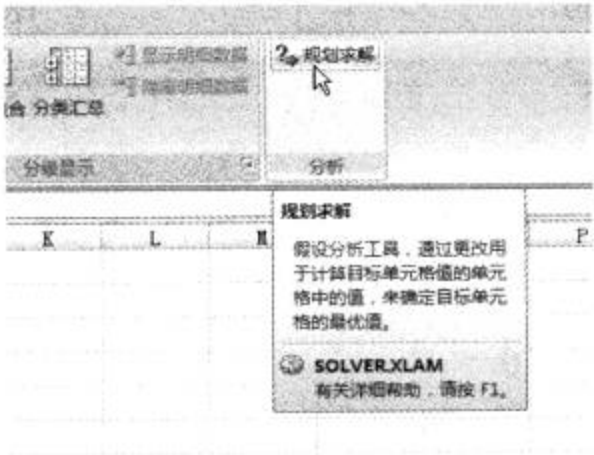 显示明细数据
规划求解
合 分类汇总
隐藏明细数据
分级显示
分析
规划求解
K L M P
假设分析工具，通过更改用
于计算目标单元格值的单元
格中的值，来确定目标单元
格的最优值。
SOLVER.XLAM
有关详细帮助，请按 F1。